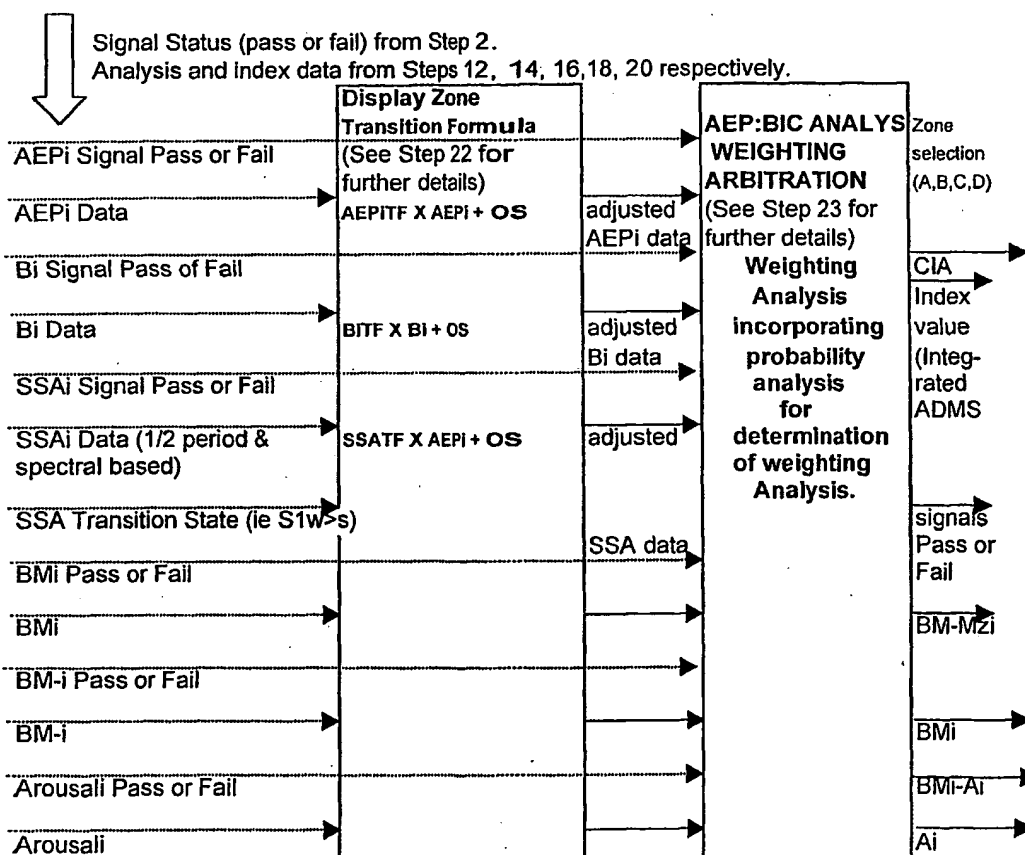 Signal Status (pass or fail) from Step 2.
Analysis and index data from Steps 12, 14, 16,18, 20 respectively.
Display Zone
Transition Formula
(See Step 22 for
further details)
AEPiTF X AEPi + OS
BITF X Bi + OS
SSATF X AEPi + OS
AEPi Signal Pass or Fail
AEPi Data
Bi Signal Pass of Fail
Bi Data
SSAi Signal Pass or Fail
SSAi Data (1/2 period &
spectral based)
SSA Transition State (ie S1w>s)
BMi Pass or Fail
BMi
BM-i Pass or Fail
BM-i
Arousali Pass or Fail
Arousali
adjusted
AEPi data
adjusted
Bi data
adjusted
SSA data
AEP:BIC ANALYS
WEIGHTING
ARBITRATION
(See Step 23 for
further details)
Weighting
Analysis
incorporating
probability
analysis
for
determination
of weighting
Analysis.
Zone
selection
(A,B,C,D)
CIA
Index
value
(Integ-
rated
ADMS
signals
Pass or
Fail
BM-Mzi
BMi
BMi-Ai
Ai